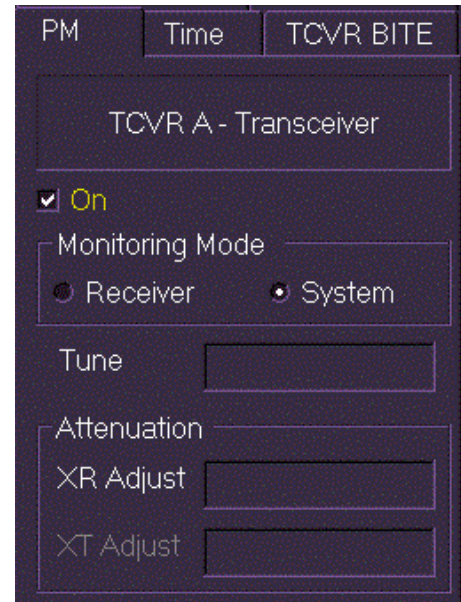 PM Time TCVR BITE
TCVR A - Transceiver
On
Monitoring Mode
Receiver System
Tune
Attenuation
XR Adjust
XT Adjust